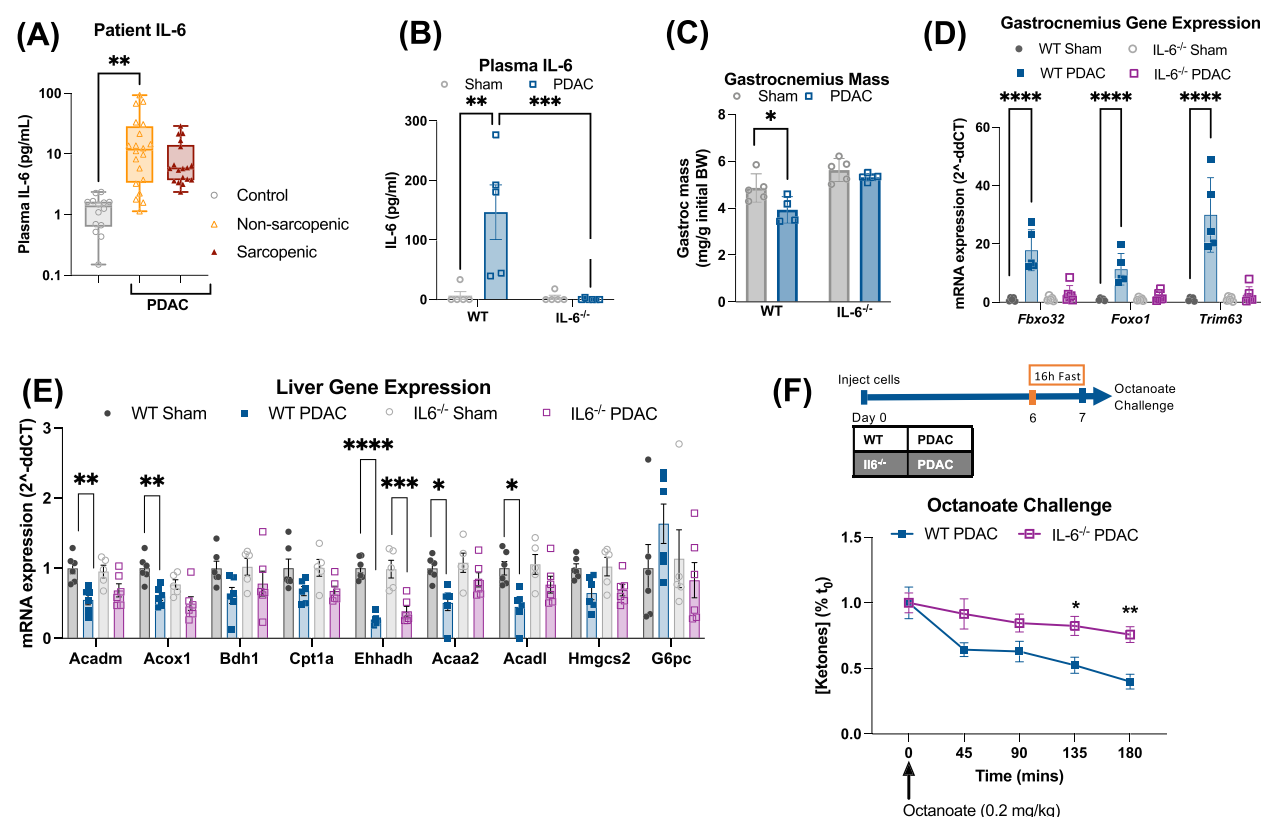 (A)
Patient IL-6
**
Plasma IL-6 (pg/mL)
100
10
1
0.1
PDAC
Control
Non-sarcopenic
Sarcopenic
(B)
Plasma IL-6
Sham PDAC
** ***
IL-6 (pg/ml)
300
200
100
0
WT IL-6-/-
(C)
Gastrocnemius Mass
Sham PDAC
*
Gastroc mass
(mg/g initial BW)
8
6
4
2
0
WT IL-6-/-
(D)
Gastrocnemius Gene Expression
WT Sham IL-6-/- Sham
WT PDAC IL-6-/- PDAC
**** **** ****
mRNA expression (2^-ddCT)
60
40
20
0
Fbxo32 Foxo1 Trim63
(E)
Liver Gene Expression
WT Sham WT PDAC IL6-/- Sham IL6-/- PDAC
mRNA expression (2^-ddCT)
3
2
1
0
** ** **** *** * *
Acadm Acox1 Bdh1 Cpt1a Ehhadh Acaa2 Acadl Hmgcs2 G6pc
(F)
Inject cells
16h Fast
Octanoate
Challenge
Day 0 6 7
WT PDAC
Il6-/- PDAC
Octanoate Challenge
WT PDAC IL-6-/- PDAC
[Ketones] (% t0)
1.5
1.0
0.5
0.0
* **
0 45 90 135 180
Time (mins)
Octanoate (0.2 mg/kg)